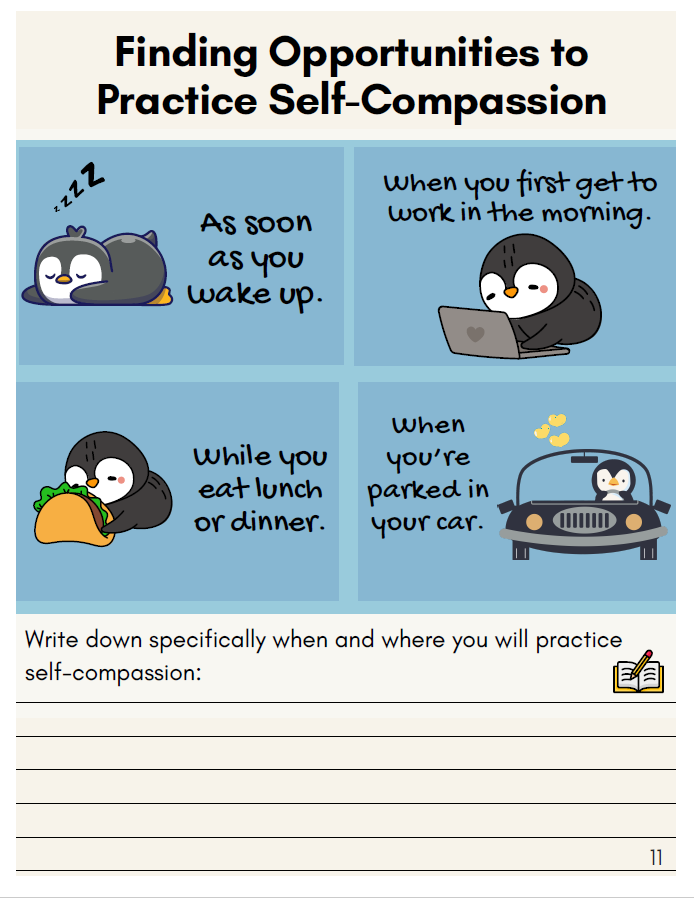 Finding Opportunities to
Practice Self-Compassion
z z z z
As soon
as you
wake up.
When you first get to
work in the morning.
While you
eat lunch
or dinner.
When
you're
parked in
your car.
Write down specifically when and where you will practice
self-compassion:
11